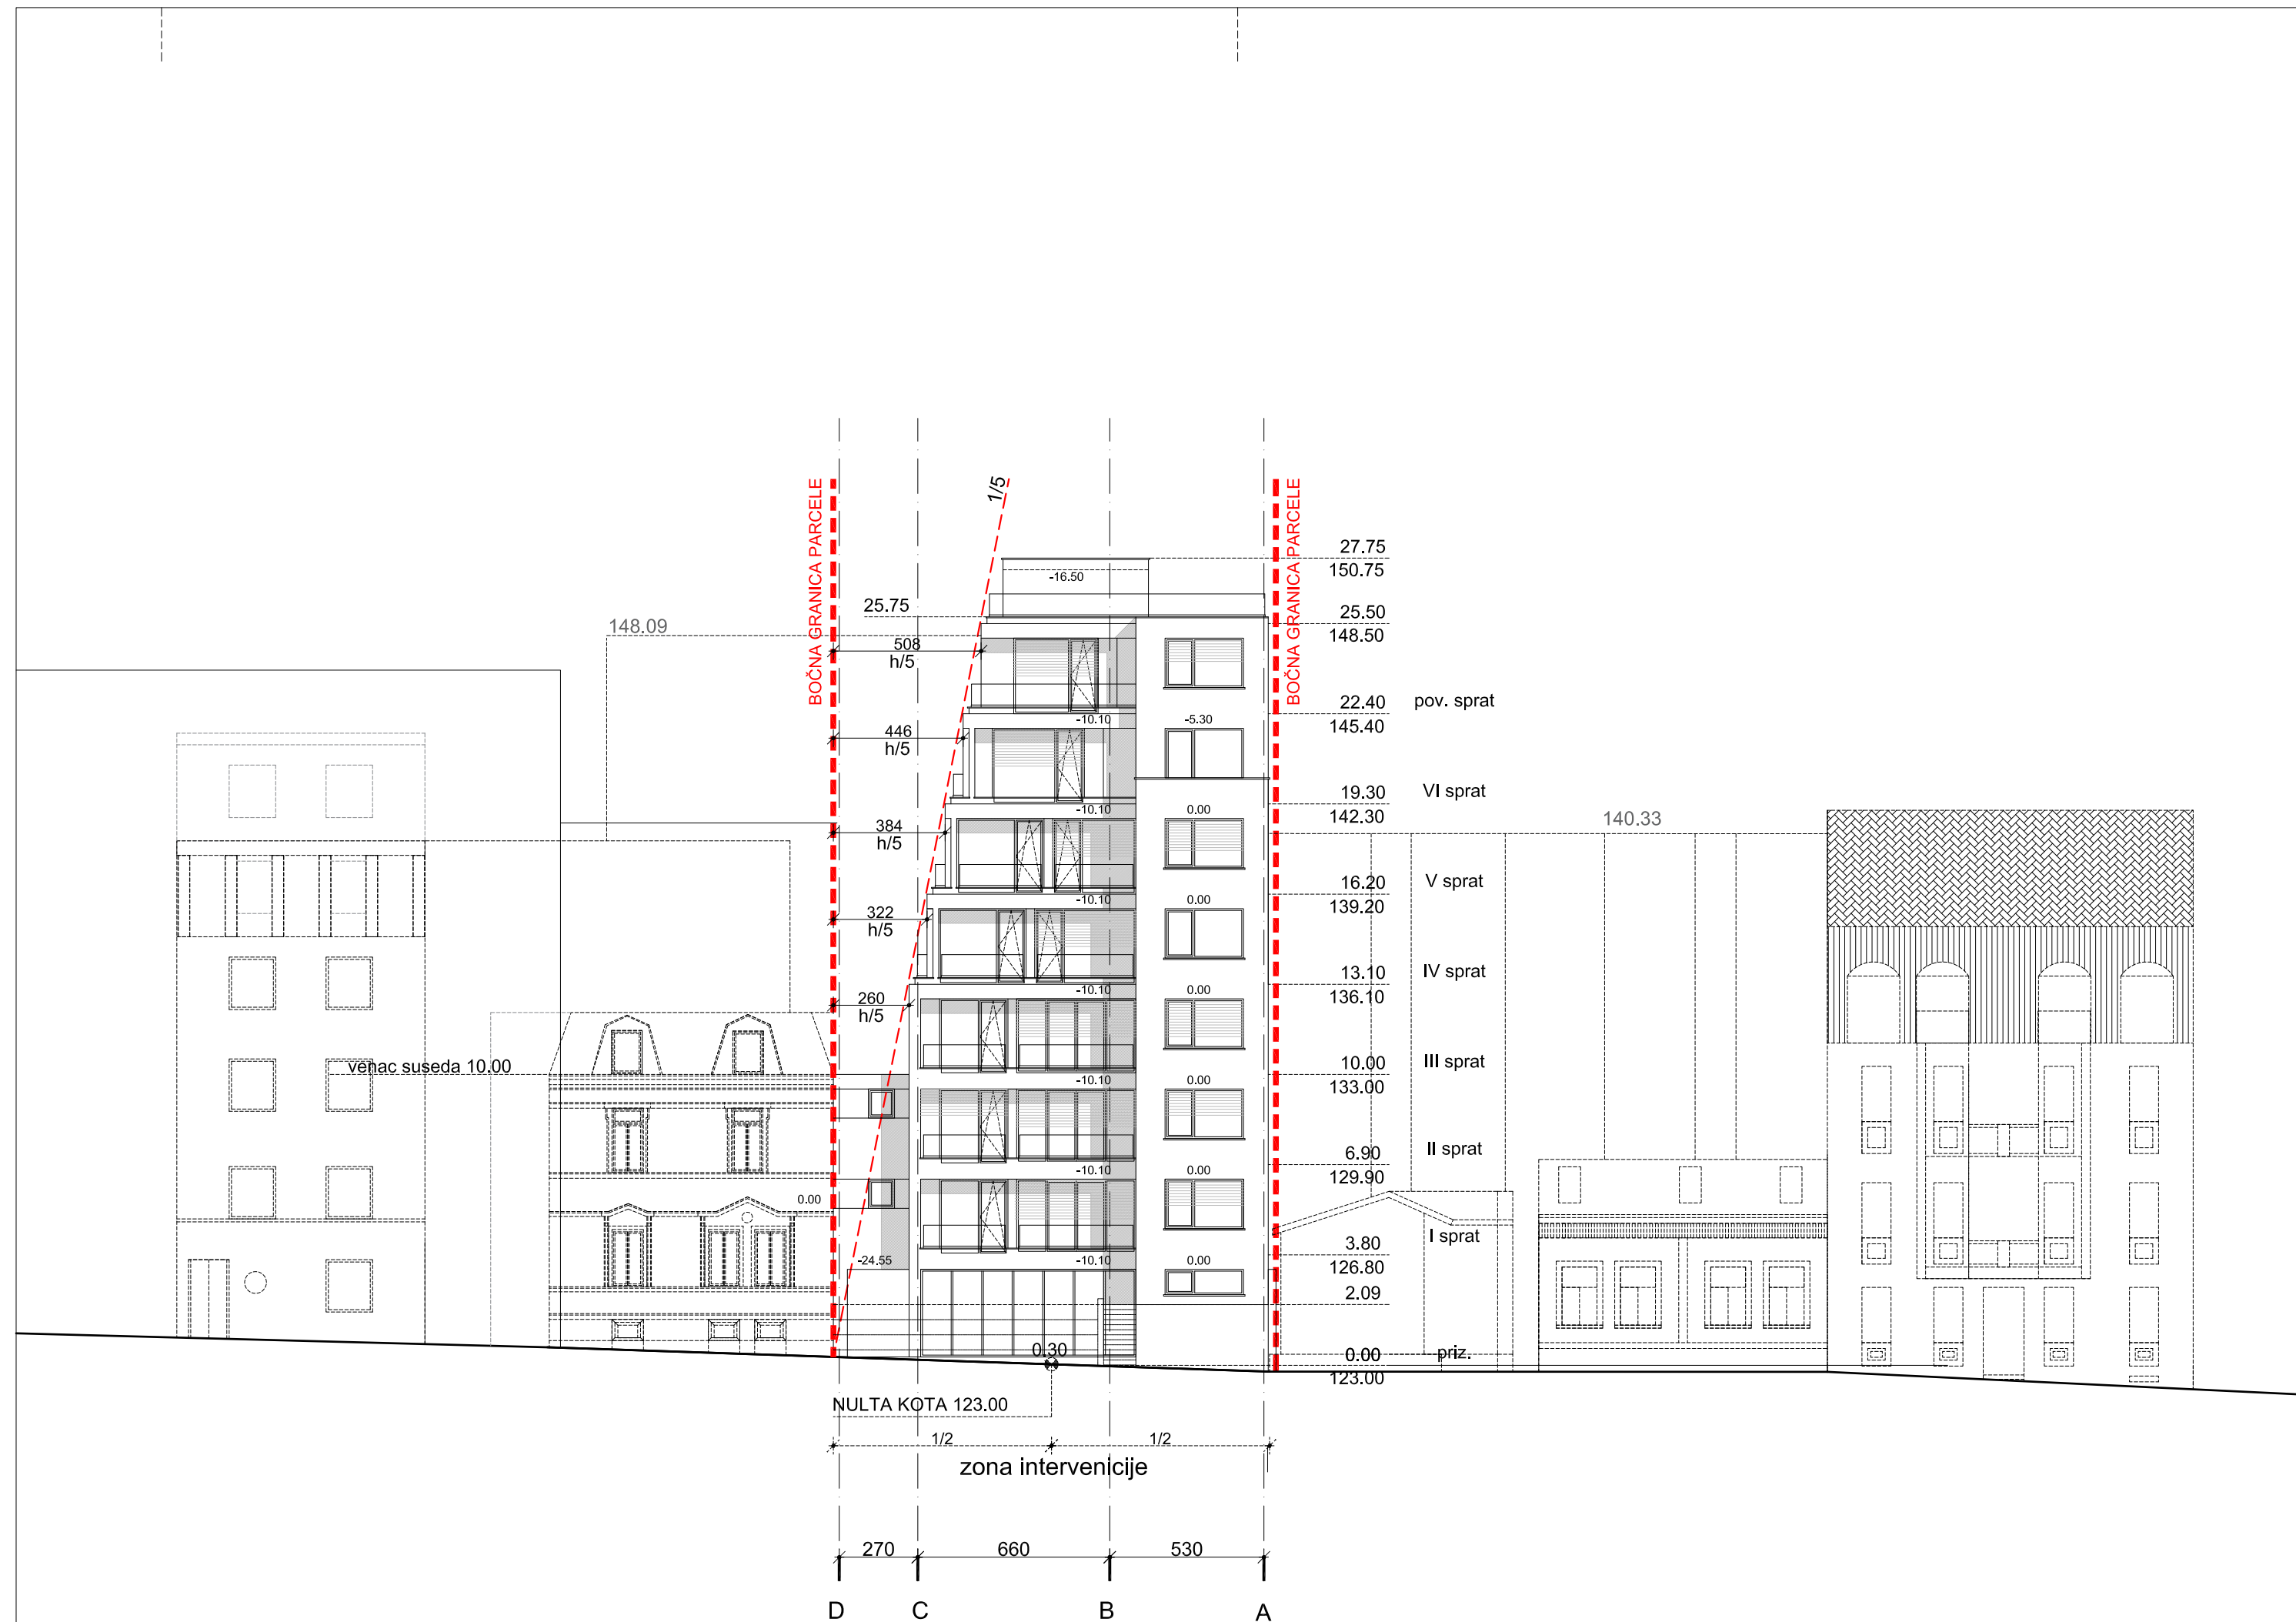 BOČNA GRANICA PARCELE
1/5
BOČNA GRANICA PARCELE
27.75
150.75
-16.50
25.75
25.50
148.50
148.09
508
h/5
22.40
pov. sprat
145.40
-10.10
-5.30
446
h/5
19.30
VI sprat
142.30
-10.10
0.00
140.33
384
h/5
16.20
V sprat
139.20
-10.10
0.00
322
h/5
13.10
IV sprat
136.10
-10.10
0.00
260
h/5
venac suseda 10.00
10.00
III sprat
133.00
-10.10
0.00
6.90
II sprat
129.90
-10.10
0.00
0.00
3.80
I sprat
126.80
-24.55
-10.10
0.00
2.09
0.30
0.00
priz.
123.00
NULTA KOTA 123.00
1/2
1/2
zona intervenicije
270
660
530
D
C
B
A